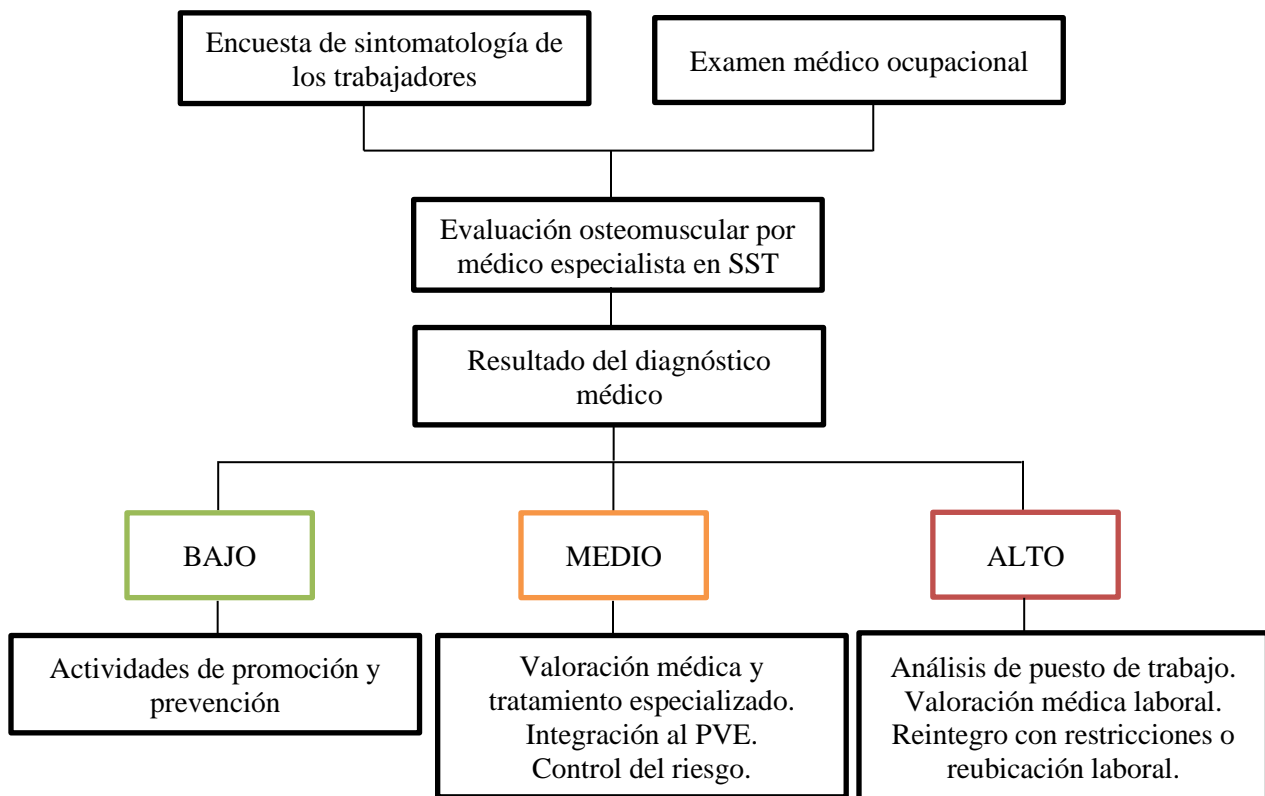 Encuesta de sintomatología de
los trabajadores
Examen médico ocupacional
Evaluación osteomuscular por
médico especialista en SST
Resultado del diagnóstico
médico
BAJO
MEDIO
ALTO
Actividades de promoción y
prevención
Valoración médica y
tratamiento especializado.
Integración al PVE.
Control del riesgo.
Análisis de puesto de trabajo.
Valoración médica laboral.
Reintegro con restricciones o
reubicación laboral.